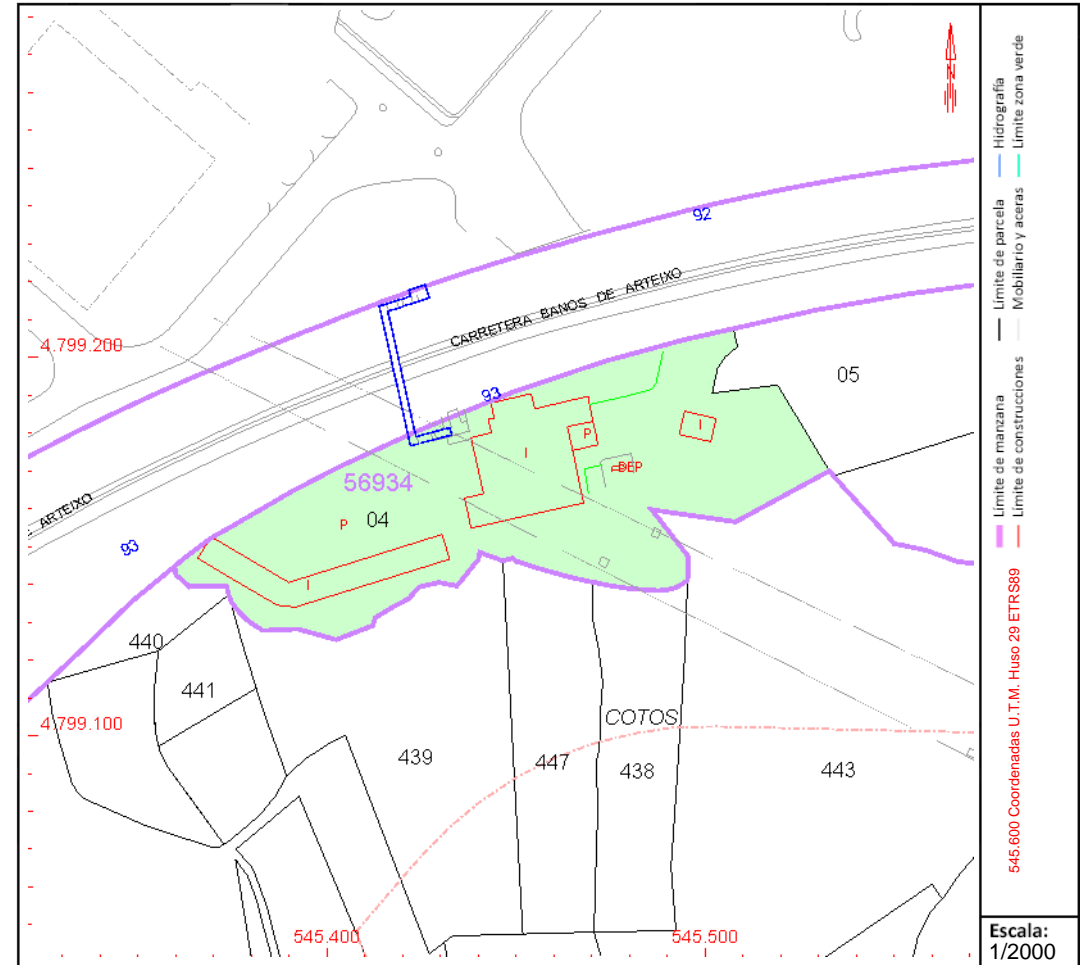 N
92
CARRETERA BANOS DE ARTEIXO
4.799.200
05
93
P
I
I
DEP
56934
04
P
ARTEIXO
93
I
440
441
COTOS
4.799.100
439
447
438
443
545.400
545.500
Límite de manzana
Límite de construcciones
Límite de parcela
Mobiliario y aceras
Hidrografía
Límite zona verde
545.600 Coordenadas U.T.M. Huso 29 ETRS89
Escala:
1/2000